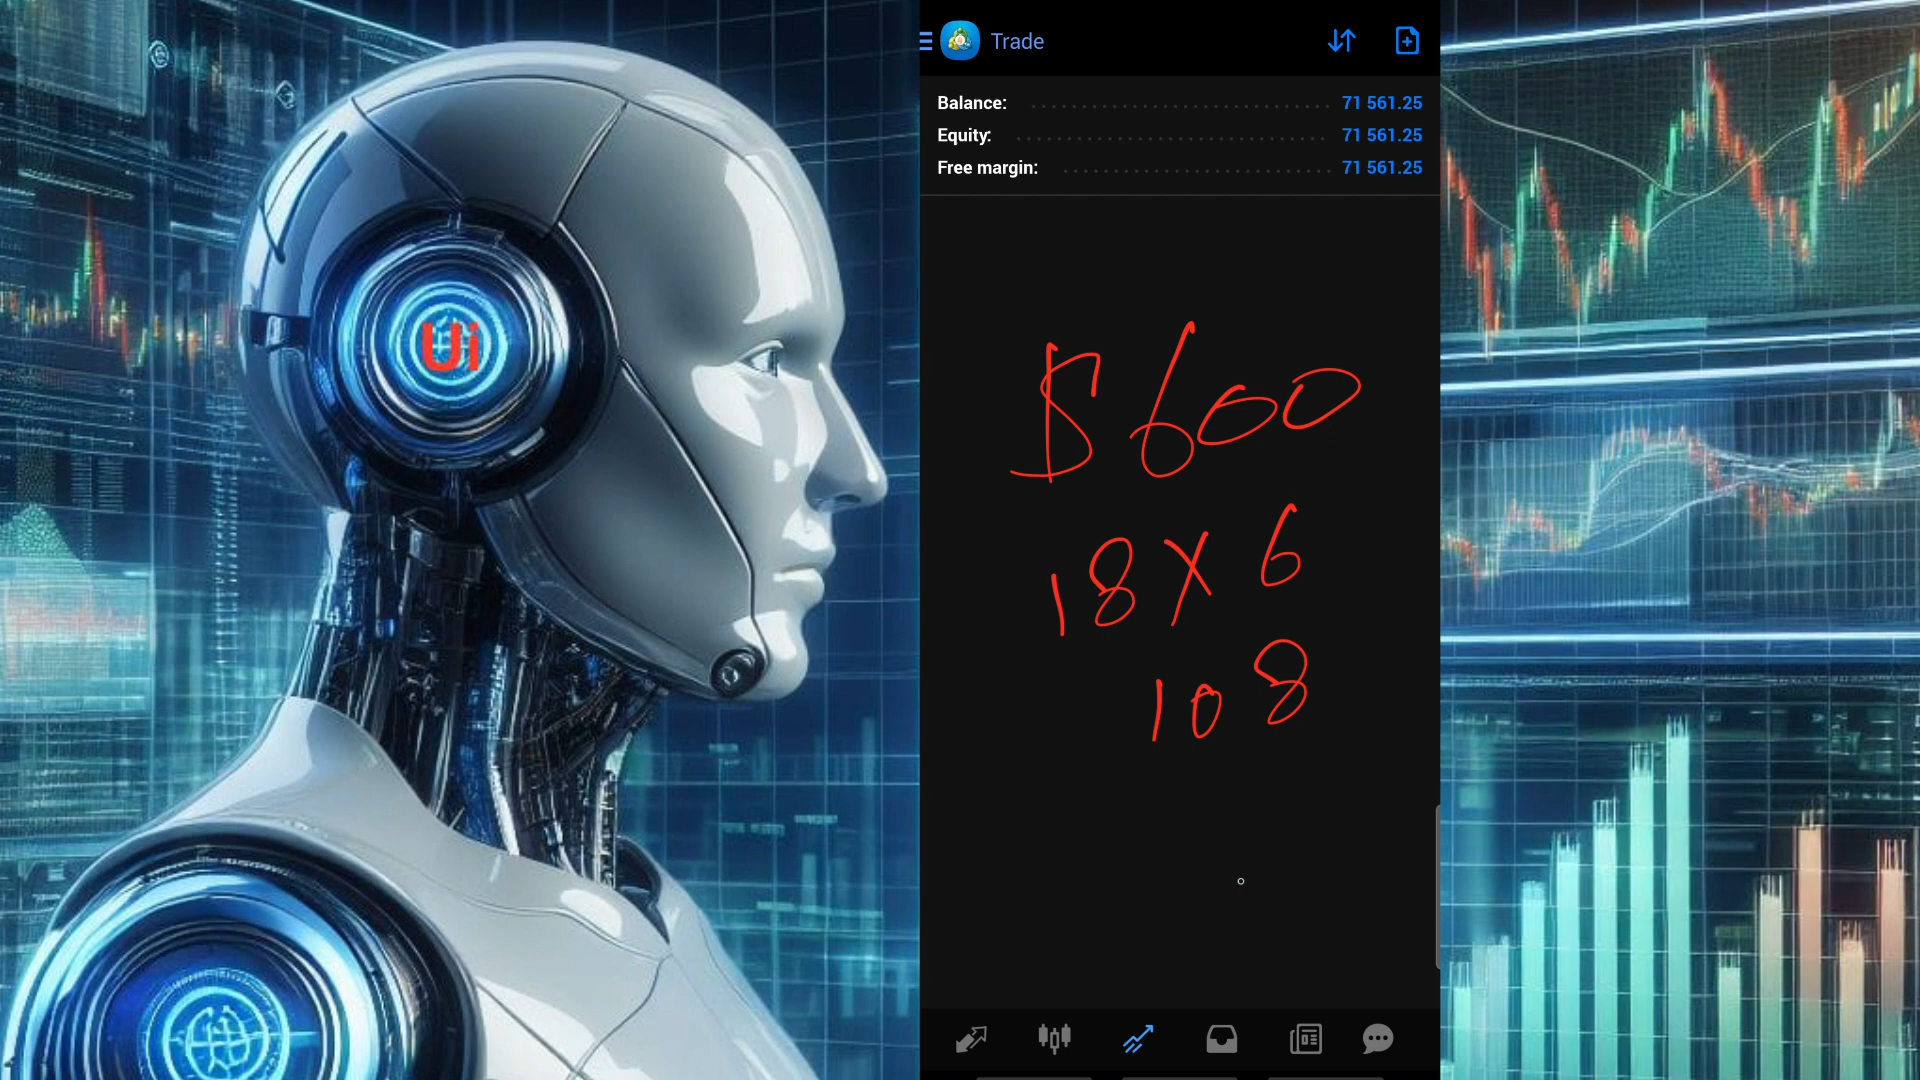 Ui
Trade
Balance: 71 561.25
Equity: 71 561.25
Free margin: 71 561.25
$600
18 X 6
108